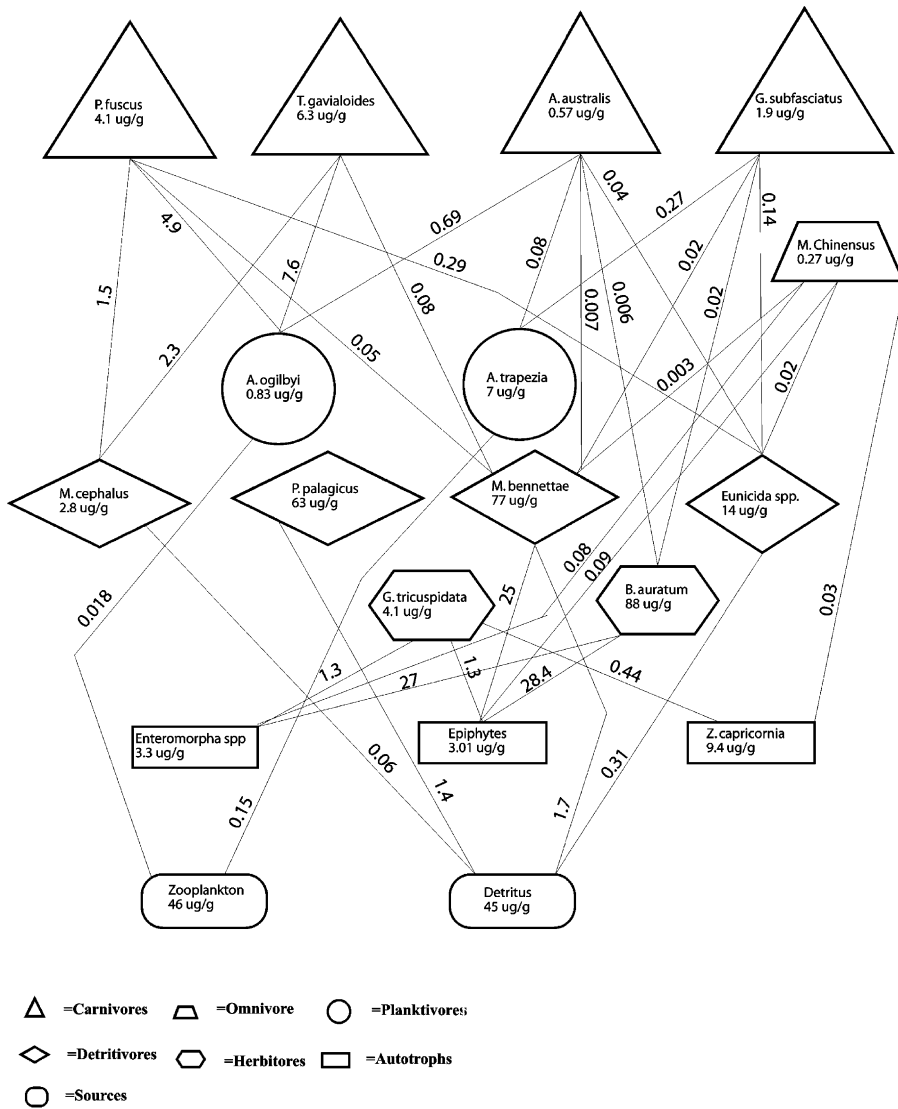 P. fuscus
4.1 ug/g
T. gavialoides
6.3 ug/g
A. australis
0.57 ug/g
G. subfasciatus
1.9 ug/g
M. Chinensus
0.27 ug/g
1.5
4.9
2.3
7.6
0.69
0.29
0.05
0.08
0.08
0.007
0.006
0.04
0.27
0.02
0.02
0.14
0.003
0.02
A. ogilbyi
0.83 ug/g
A. trapezia
7 ug/g
M. cephalus
2.8 ug/g
P. palagicus
63 ug/g
M. bennettae
77 ug/g
Eunicida spp.
14 ug/g
0.018
G. tricuspidata
4.1 ug/g
25
0.08
0.09
B. auratum
88 ug/g
0.03
1.3
27
1.3
28.4
0.44
Enteromorpha spp
3.3 ug/g
Epiphytes
3.01 ug/g
Z. capricornia
9.4 ug/g
0.15
0.06
1.4
1.7
0.31
Zooplankton
46 ug/g
Detritus
45 ug/g
=Carnivores
=Omnivore
=Planktivores
=Detritivores
=Herbitores
=Autotrophs
=Sources